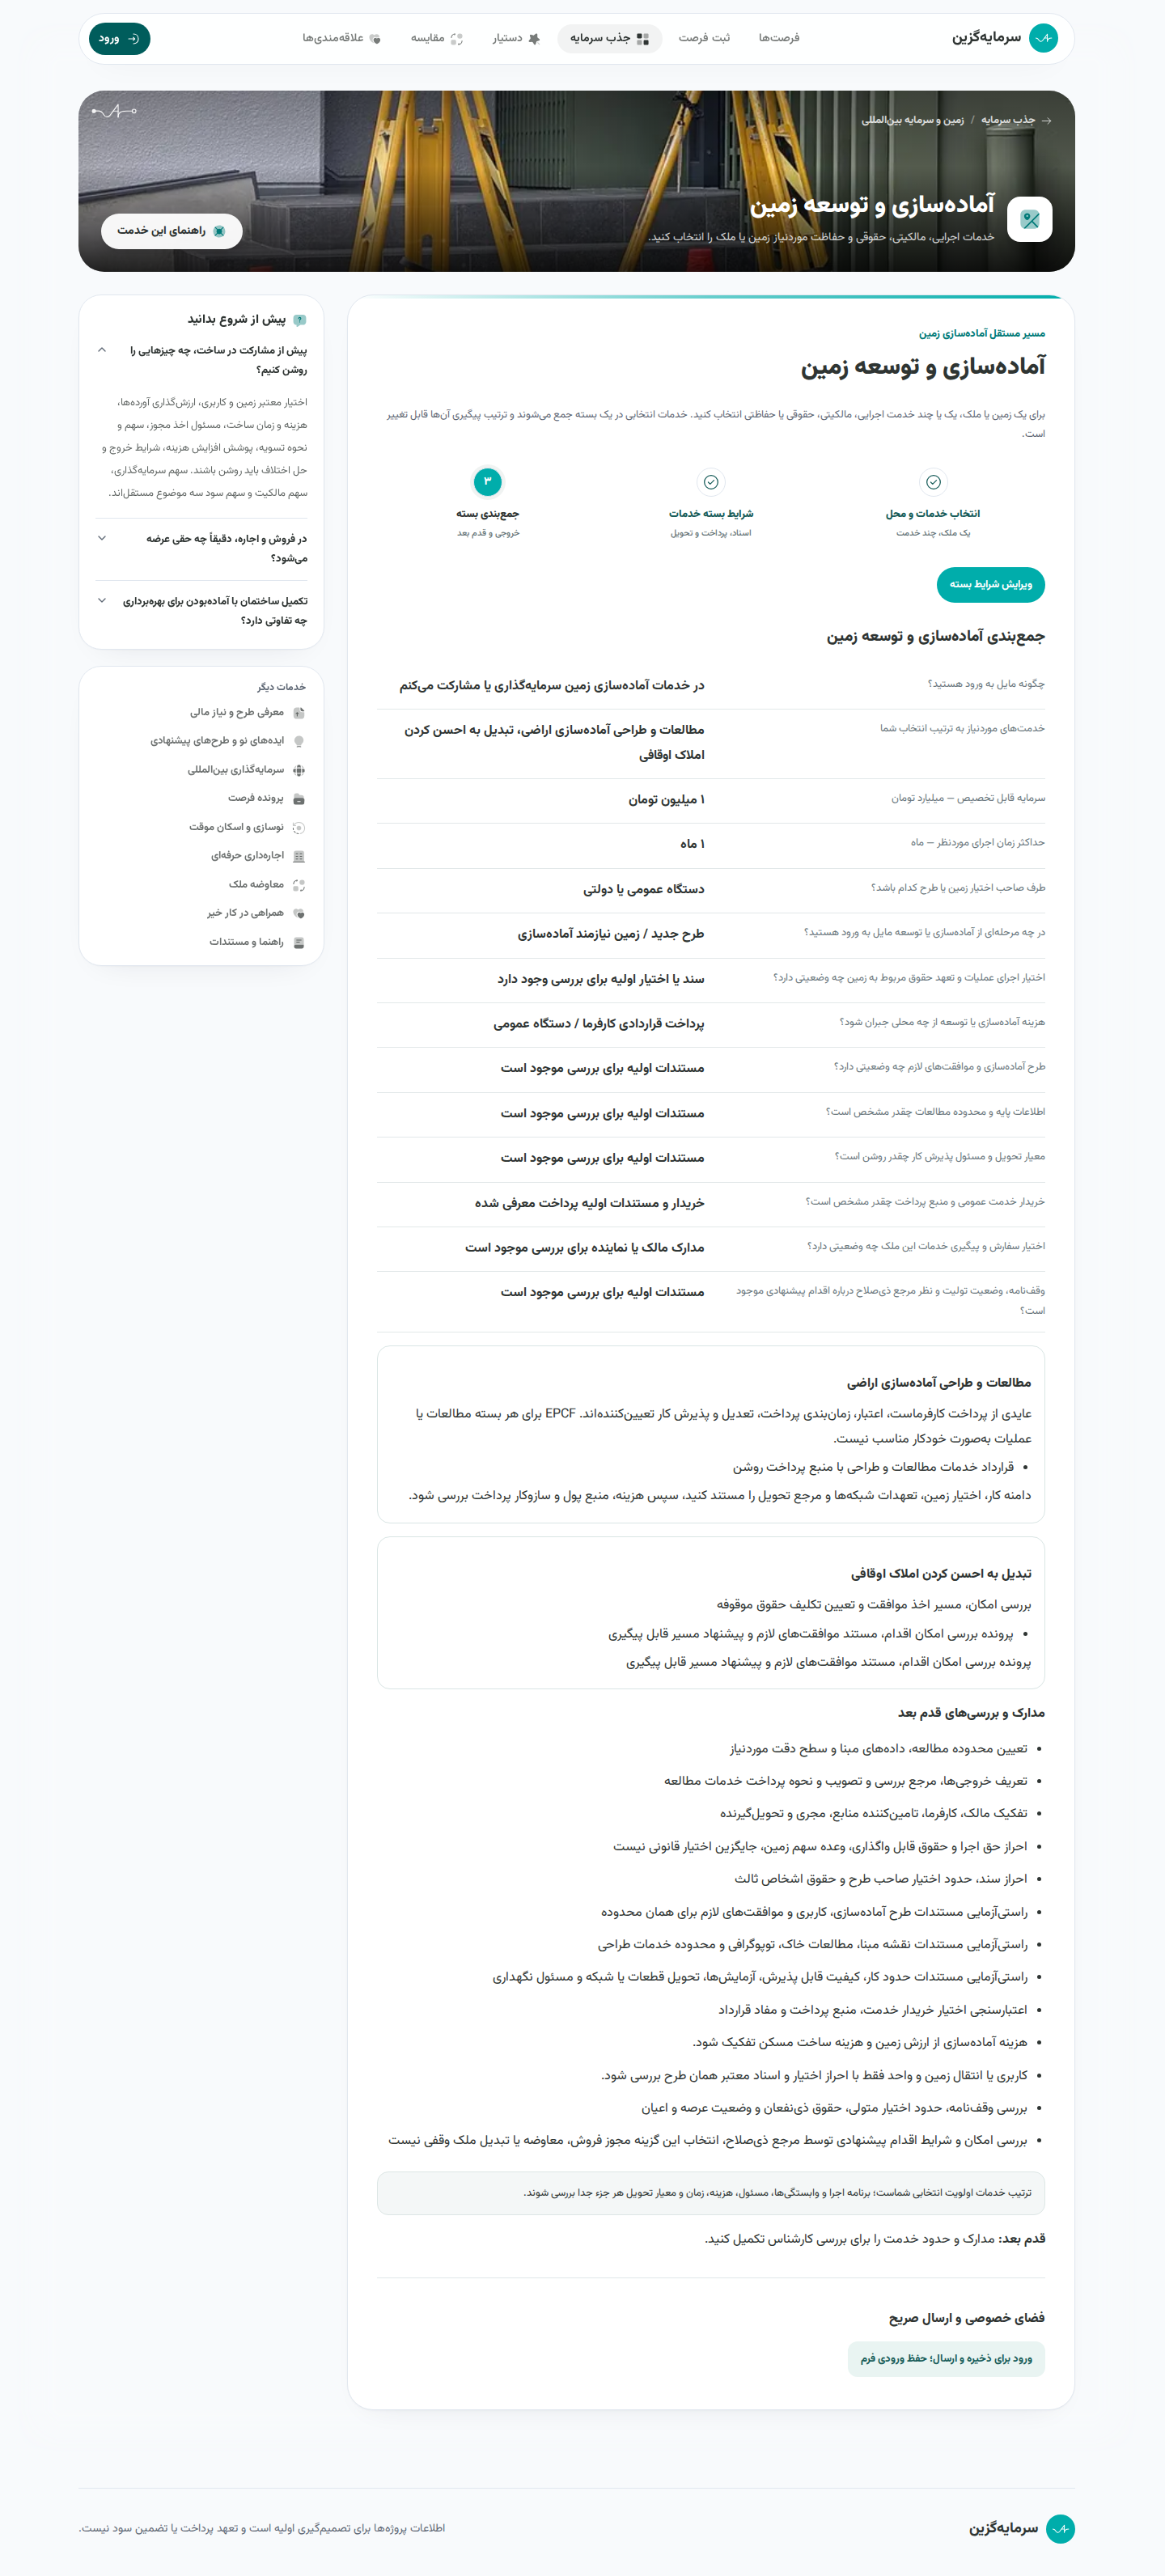 سرمایه‌گزین
فرصت‌ها
ثبت فرصت
جذب سرمایه
دستیار
مقایسه
علاقه‌مندی‌ها
ورود
جذب سرمایه / زمین و سرمایه بین‌المللی
آماده‌سازی و توسعه زمین
خدمات اجرایی، مالکیتی، حقوقی و حفاظت موردنیاز زمین یا ملک را انتخاب کنید.
راهنمای این خدمت
مسیر مستقل آماده‌سازی زمین
آماده‌سازی و توسعه زمین
برای یک زمین یا ملک، یک یا چند خدمت اجرایی، مالکیتی، حقوقی یا حفاظتی انتخاب کنید. خدمات انتخابی در یک بسته جمع می‌شوند و ترتیب پیگیری آن‌ها قابل تغییر
است.
انتخاب خدمات و محل
یک ملک، چند خدمت
شرایط بسته خدمات
اسناد، پرداخت و تحویل
۳
جمع‌بندی بسته
خروجی و قدم بعد
ویرایش شرایط بسته
جمع‌بندی آماده‌سازی و توسعه زمین
چگونه مایل به ورود هستید؟
در خدمات آماده‌سازی زمین سرمایه‌گذاری یا مشارکت می‌کنم
خدمت‌های موردنیاز به ترتیب انتخاب شما
مطالعات و طراحی آماده‌سازی اراضی، تبدیل به احسن کردن
املاک اوقافی
سرمایه قابل تخصیص — میلیارد تومان
۱ میلیون تومان
حداکثر زمان اجرای موردنظر — ماه
۱ ماه
طرف صاحب اختیار زمین یا طرح کدام باشد؟
دستگاه عمومی یا دولتی
در چه مرحله‌ای از آماده‌سازی یا توسعه مایل به ورود هستید؟
طرح جدید / زمین نیازمند آماده‌سازی
اختیار اجرای عملیات و تعهد حقوق مربوط به زمین چه وضعیتی دارد؟
سند یا اختیار اولیه برای بررسی وجود دارد
هزینه آماده‌سازی یا توسعه از چه محلی جبران شود؟
پرداخت قراردادی کارفرما / دستگاه عمومی
طرح آماده‌سازی و موافقت‌های لازم چه وضعیتی دارد؟
مستندات اولیه برای بررسی موجود است
اطلاعات پایه و محدوده مطالعات چقدر مشخص است؟
مستندات اولیه برای بررسی موجود است
معیار تحویل و مسئول پذیرش کار چقدر روشن است؟
مستندات اولیه برای بررسی موجود است
خریدار خدمت عمومی و منبع پرداخت چقدر مشخص است؟
خریدار و مستندات اولیه پرداخت معرفی شده
اختیار سفارش و پیگیری خدمات این ملک چه وضعیتی دارد؟
مدارک مالک یا نماینده برای بررسی موجود است
وقف‌نامه، وضعیت تولیت و نظر مرجع ذی‌صلاح درباره اقدام پیشنهادی موجود
است؟
مستندات اولیه برای بررسی موجود است
مطالعات و طراحی آماده‌سازی اراضی
عایدی از پرداخت کارفرماست، اعتبار، زمان‌بندی پرداخت، تعدیل و پذیرش کار تعیین‌کننده‌اند. EPCF برای هر بسته مطالعات یا
عملیات به‌صورت خودکار مناسب نیست.
• قرارداد خدمات مطالعات و طراحی با منبع پرداخت روشن
دامنه کار، اختیار زمین، تعهدات شبکه‌ها و مرجع تحویل را مستند کنید، سپس هزینه، منبع پول و سازوکار پرداخت بررسی شود.
تبدیل به احسن کردن املاک اوقافی
بررسی امکان، مسیر اخذ موافقت و تعیین تکلیف حقوق موقوفه
• پرونده بررسی امکان اقدام، مستند موافقت‌های لازم و پیشنهاد مسیر قابل پیگیری
پرونده بررسی امکان اقدام، مستند موافقت‌های لازم و پیشنهاد مسیر قابل پیگیری
مدارک و بررسی‌های قدم بعد
• تعیین محدوده مطالعه، داده‌های مبنا و سطح دقت موردنیاز
• تعریف خروجی‌ها، مرجع بررسی و تصویب و نحوه پرداخت خدمات مطالعه
• تفکیک مالک، کارفرما، تامین‌کننده منابع، مجری و تحویل‌گیرنده
• احراز حق اجرا و حقوق قابل واگذاری، وعده سهم زمین، جایگزین اختیار قانونی نیست
• احراز سند، حدود اختیار صاحب طرح و حقوق اشخاص ثالث
• راستی‌آزمایی مستندات طرح آماده‌سازی، کاربری و موافقت‌های لازم برای همان محدوده
• راستی‌آزمایی مستندات نقشه مبنا، مطالعات خاک، توپوگرافی و محدوده خدمات طراحی
• راستی‌آزمایی مستندات حدود کار، کیفیت قابل پذیرش، آزمایش‌ها، تحویل قطعات یا شبکه و مسئول نگهداری
• اعتبارسنجی اختیار خریدار خدمت، منبع پرداخت و مفاد قرارداد
• هزینه آماده‌سازی از ارزش زمین و هزینه ساخت مسکن تفکیک شود.
• کاربری یا انتقال زمین و واحد فقط با احراز اختیار و اسناد معتبر همان طرح بررسی شود.
• بررسی وقف‌نامه، حدود اختیار متولی، حقوق ذی‌نفعان و وضعیت عرصه و اعیان
• بررسی امکان و شرایط اقدام پیشنهادی توسط مرجع ذی‌صلاح، انتخاب این گزینه مجوز فروش، معاوضه یا تبدیل ملک وقفی نیست
ترتیب خدمات اولویت انتخابی شماست؛ برنامه اجرا و وابستگی‌ها، مسئول، هزینه، زمان و معیار تحویل هر جزء جدا بررسی شوند.
قدم بعد: مدارک و حدود خدمت را برای بررسی کارشناس تکمیل کنید.
فضای خصوصی و ارسال صریح
ورود برای ذخیره و ارسال؛ حفظ ورودی فرم
پیش از شروع بدانید
پیش از مشارکت در ساخت، چه چیزهایی را
روشن کنیم؟
اختیار معتبر زمین و کاربری، ارزش‌گذاری آورده‌ها،
هزینه و زمان ساخت، مسئول اخذ مجوز، سهم و
نحوه تسویه، پوشش افزایش هزینه، شرایط خروج و
حل اختلاف باید روشن باشند. سهم سرمایه‌گذاری،
سهم مالکیت و سهم سود سه موضوع مستقل‌اند.
در فروش و اجاره، دقیقاً چه حقی عرضه
می‌شود؟
تکمیل ساختمان با آماده‌بودن برای بهره‌برداری
چه تفاوتی دارد؟
خدمات دیگر
معرفی طرح و نیاز مالی
ایده‌های نو و طرح‌های پیشنهادی
سرمایه‌گذاری بین‌المللی
پرونده فرصت
نوسازی و اسکان موقت
اجاره‌داری حرفه‌ای
معاوضه ملک
همراهی در کار خیر
راهنما و مستندات
سرمایه‌گزین
اطلاعات پروژه‌ها برای تصمیم‌گیری اولیه است و تعهد پرداخت یا تضمین سود نیست.